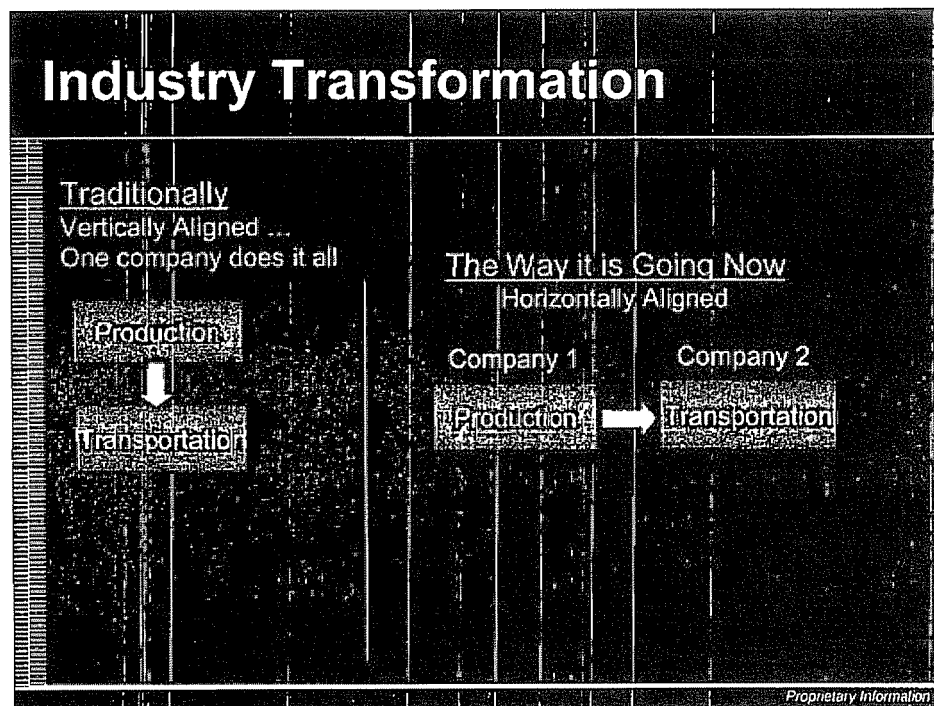 Industry Transformation
Traditionally
Vertically Aligned ...
One company does it all
Production
Transportation
The Way it is Going Now
Horizontally Aligned
Company 1
Company 2
Production
Transportation
Proprietary Information